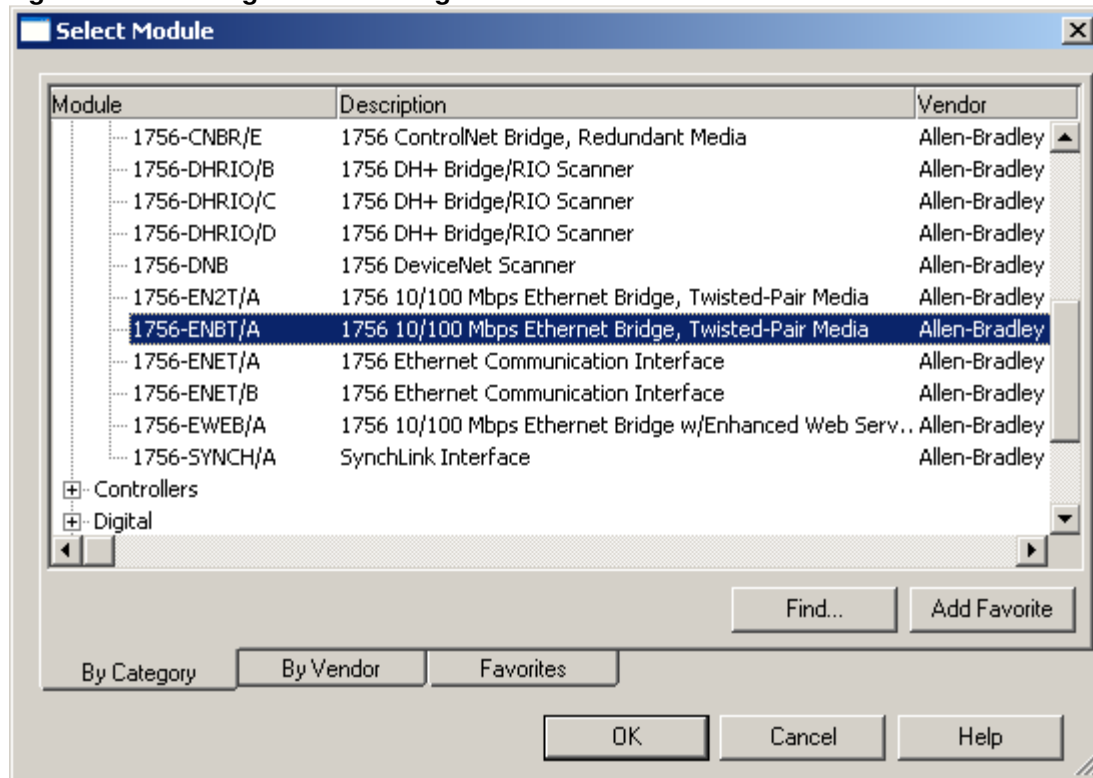 Select Module
Module Description Vendor
1756-CNBR/E 1756 ControlNet Bridge, Redundant Media Allen-Bradley
1756-DHRIO/B 1756 DH+ Bridge/RIO Scanner Allen-Bradley
1756-DHRIO/C 1756 DH+ Bridge/RIO Scanner Allen-Bradley
1756-DHRIO/D 1756 DH+ Bridge/RIO Scanner Allen-Bradley
1756-DNB 1756 DeviceNet Scanner Allen-Bradley
1756-EN2T/A 1756 10/100 Mbps Ethernet Bridge, Twisted-Pair Media Allen-Bradley
1756-ENBT/A 1756 10/100 Mbps Ethernet Bridge, Twisted-Pair Media Allen-Bradley
1756-ENET/A 1756 Ethernet Communication Interface Allen-Bradley
1756-ENET/B 1756 Ethernet Communication Interface Allen-Bradley
1756-EWEB/A 1756 10/100 Mbps Ethernet Bridge w/Enhanced Web Serv.. Allen-Bradley
1756-SYNCH/A SynchLink Interface Allen-Bradley
Controllers
Digital
Find... Add Favorite
By Category By Vendor Favorites
OK Cancel Help